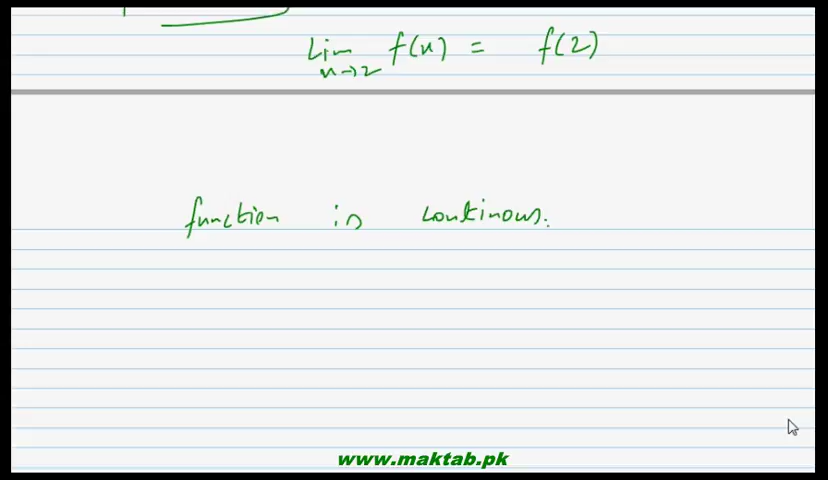 Lim f(x) = f(2)
x→2
function is continous.
www.maktab.pk